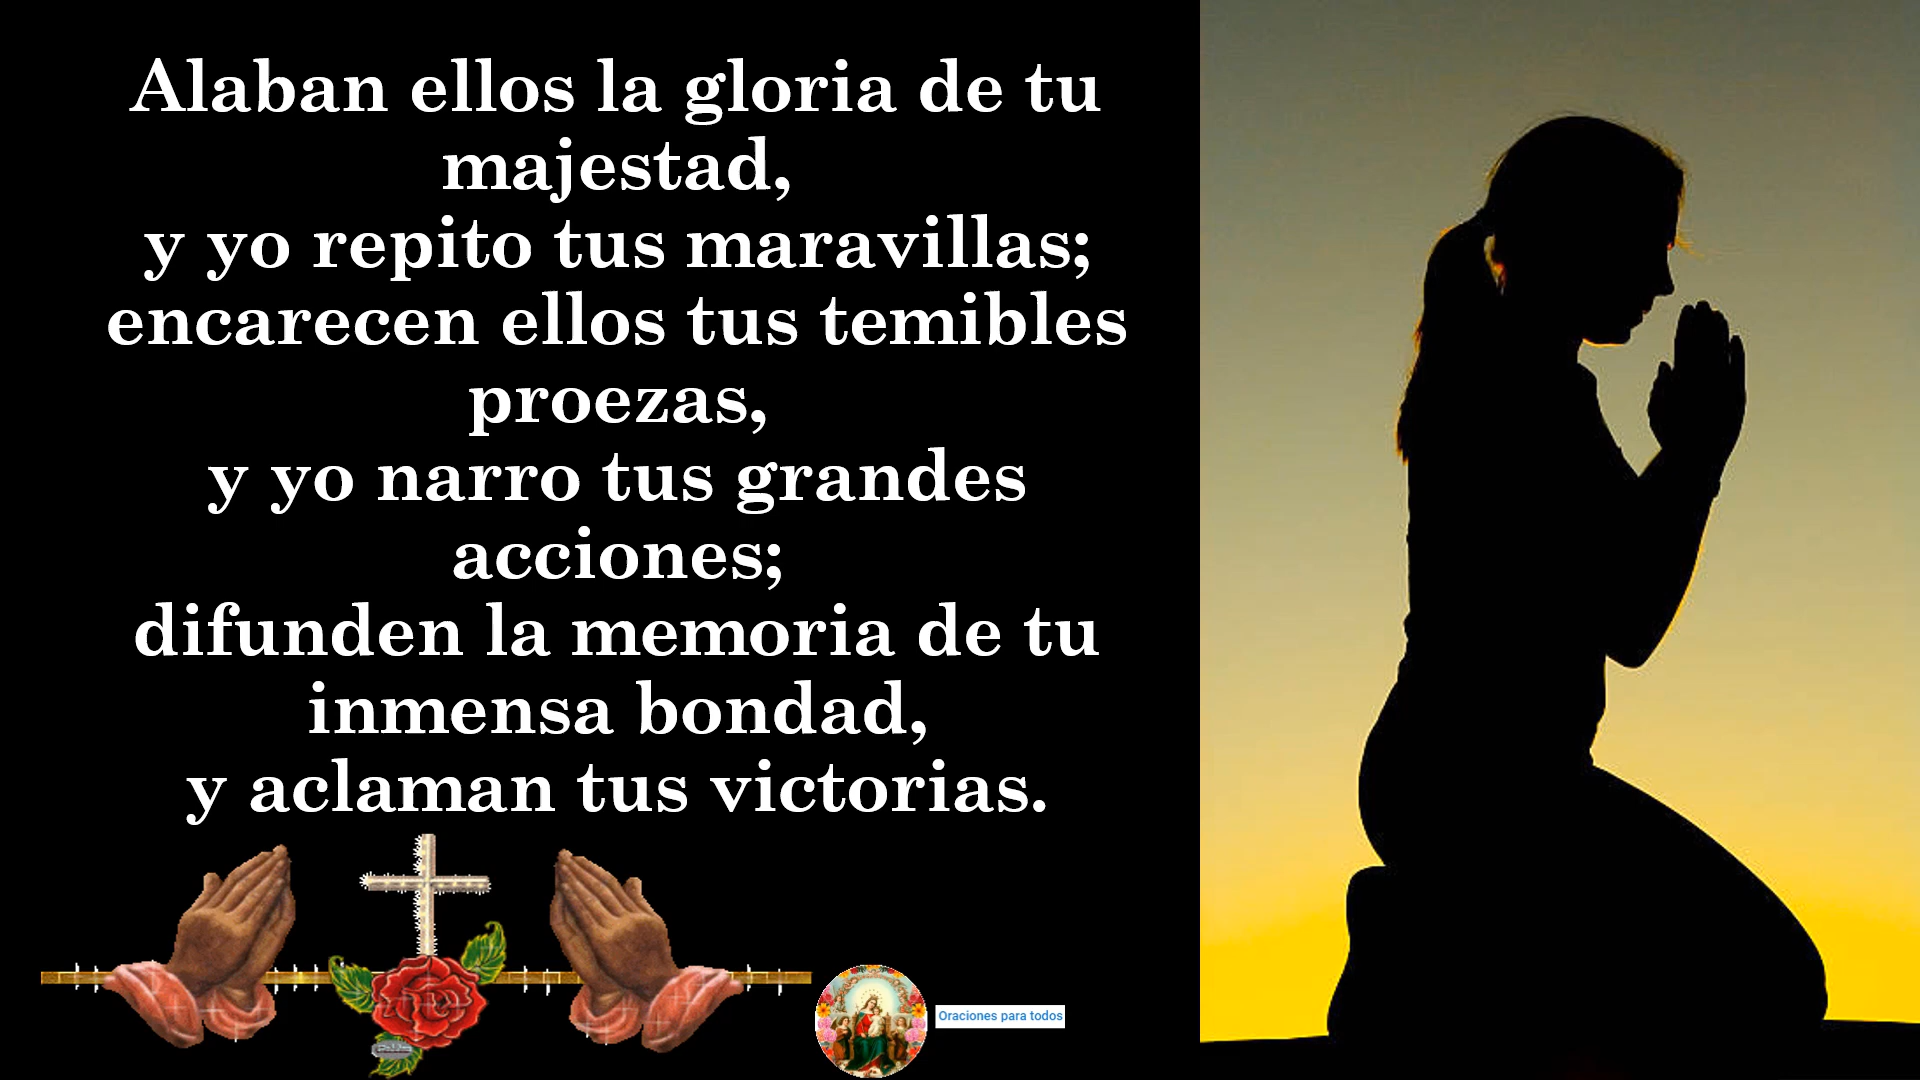 Alaban ellos la gloria de tu
majestad,
y yo repito tus maravillas;
encarecen ellos tus temibles
proezas,
y yo narro tus grandes
acciones;
difunden la memoria de tu
inmensa bondad,
y aclaman tus victorias.
Oraciones para todos